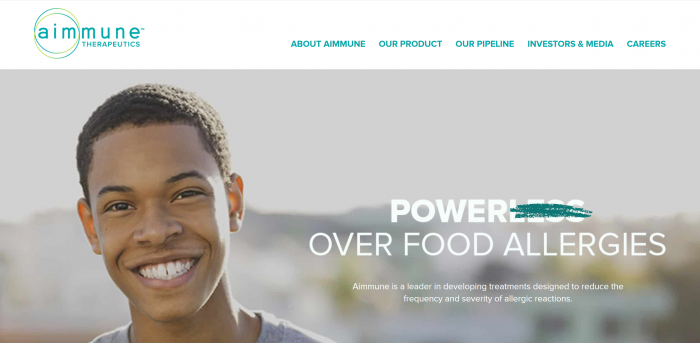 aimmune™
THERAPEUTICS
ABOUT AIMMUNE OUR PRODUCT OUR PIPELINE INVESTORS & MEDIA CAREERS
POWERLESS
OVER FOOD ALLERGIES
Aimmune is a leader in developing treatments designed to reduce the
frequency and severity of allergic reactions.